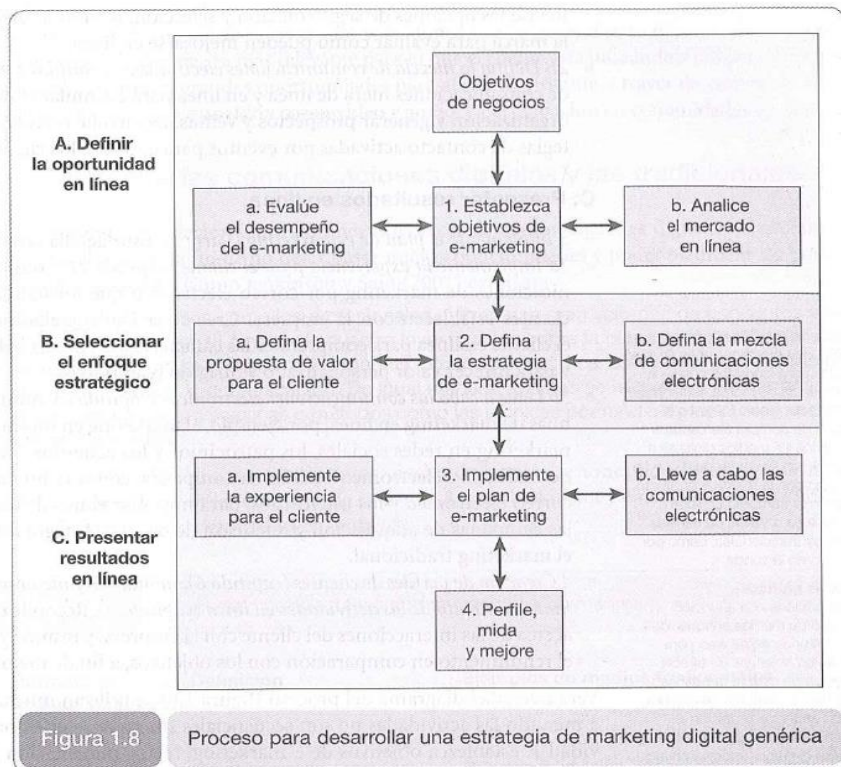 Objetivos
de negocios
A. Definir
la oportunidad
en línea
a. Evalúe
el desempeño
del e-marketing
1. Establezca
objetivos de
e-marketing
b. Analice
el mercado
en línea
B. Seleccionar
el enfoque
estratégico
a. Defina la
propuesta de valor
para el cliente
2. Defina
la estrategia
de e-marketing
b. Defina la mezcla
de comunicaciones
electrónicas
a. Implemente
la experiencia
para el cliente
3. Implemente
el plan de
e-marketing
b. Lleve a cabo las
comunicaciones
electrónicas
C. Presentar
resultados
en línea
4. Perfile,
mida
y mejore
Figura 1.8
Proceso para desarrollar una estrategia de marketing digital genérica